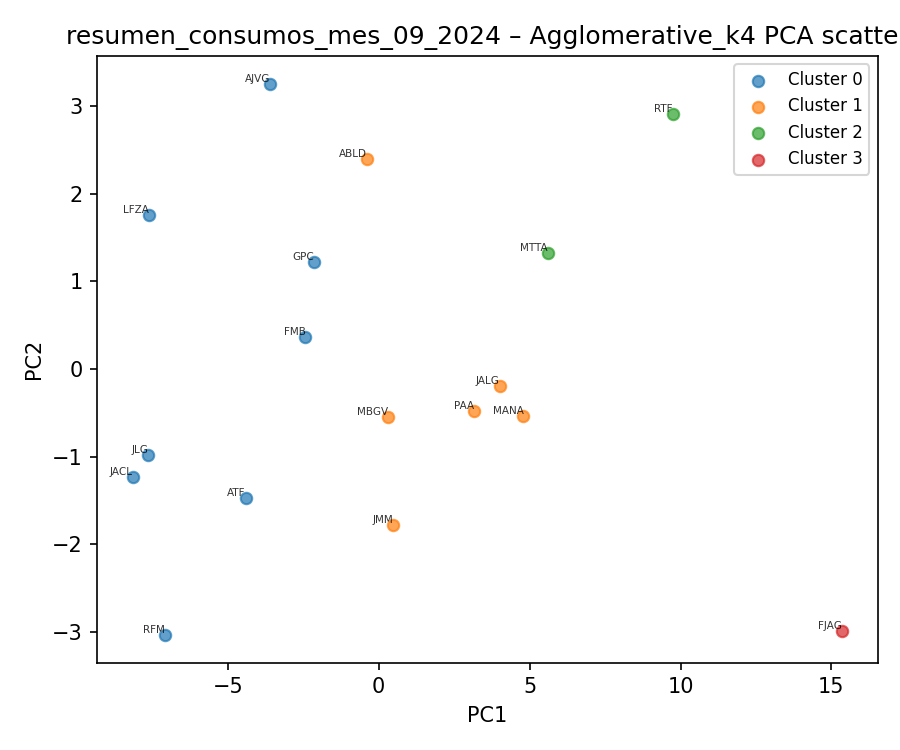 resumen_consumos_mes_09_2024 – Agglomerative_k4 PCA scatte
Cluster 0
Cluster 1
Cluster 2
Cluster 3
AJVG
ABLD
RTF
LFZA
GPC
MTTA
FMB
JALG
PAA
MANA
MBGV
JLG
JACL
ATF
JMM
RFM
FJAG
3
2
1
0
−1
−2
−3
PC2
−5
0
5
10
15
PC1